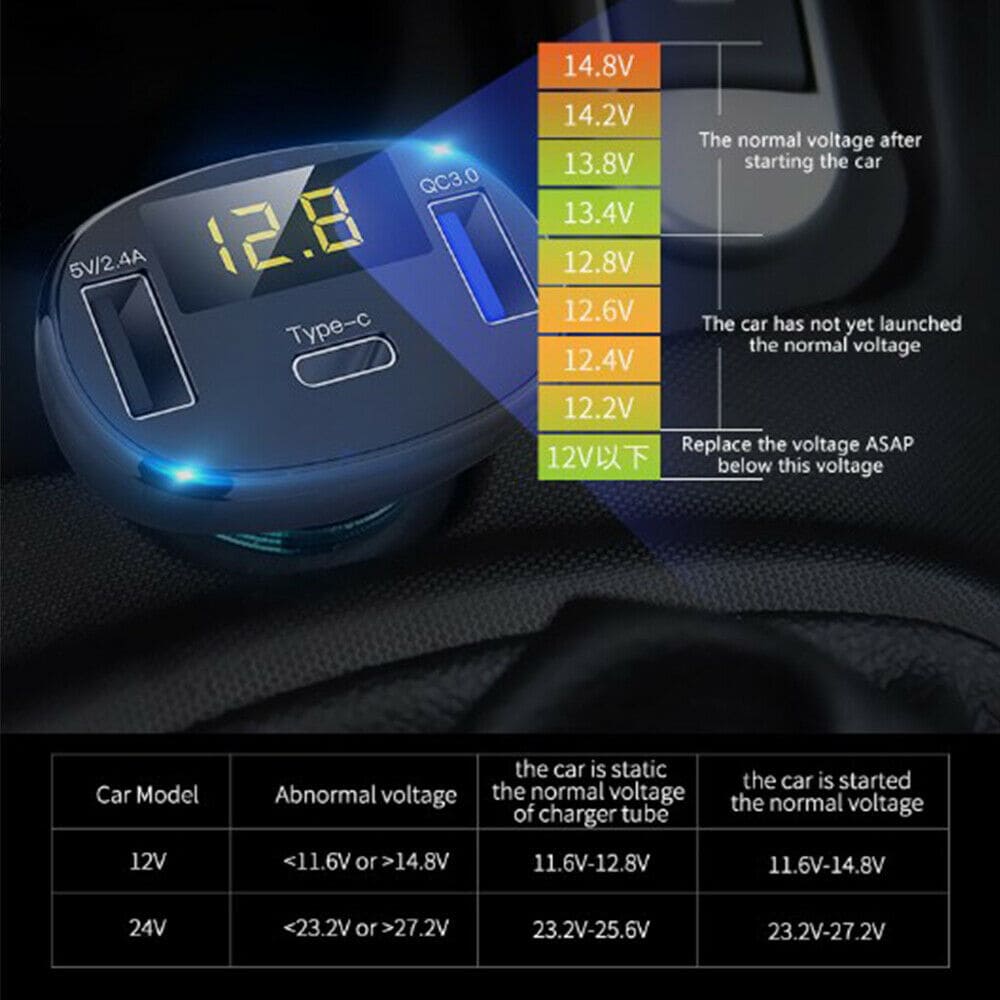 14.8V
14.2V
13.8V
13.4V
12.8V
12.6V
12.4V
12.2V
12V以下
The normal voltage after
starting the car
The car has not yet launched
the normal voltage
Replace the voltage ASAP
below this voltage
5V/2.4A
12.8
QC3.0
Type-c
Car Model
Abnormal voltage
the car is static
the normal voltage
of charger tube
the car is started
the normal voltage
12V
<11.6V or >14.8V
11.6V-12.8V
11.6V-14.8V
24V
<23.2V or >27.2V
23.2V-25.6V
23.2V-27.2V